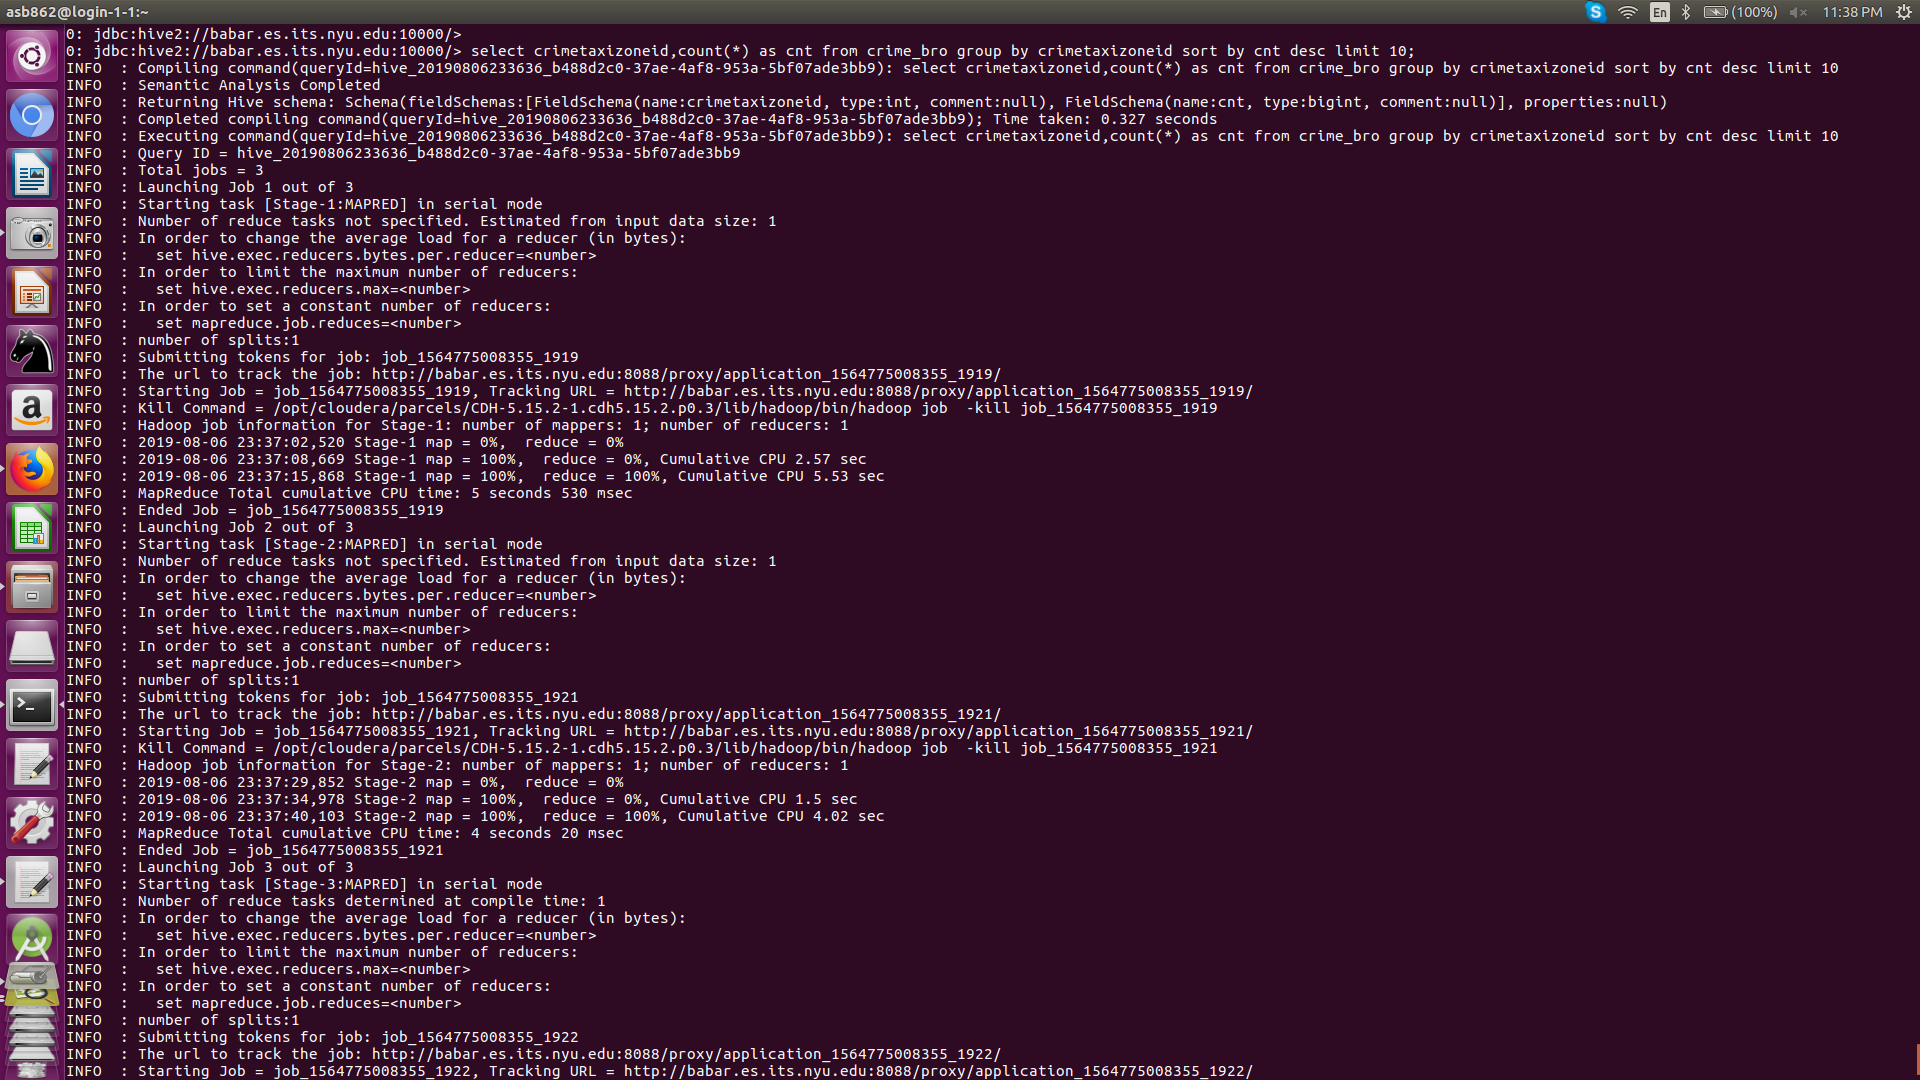 asb862@login-1-1:~
En
(100%)
11:38 PM
0: jdbc:hive2://babar.es.its.nyu.edu:10000/>
0: jdbc:hive2://babar.es.its.nyu.edu:10000/> select crimetaxizoneid,count(*) as cnt from crime_bro group by crimetaxizoneid sort by cnt desc limit 10;
INFO  : Compiling command(queryId=hive_20190806233636_b488d2c0-37ae-4af8-953a-5bf07ade3bb9): select crimetaxizoneid,count(*) as cnt from crime_bro group by crimetaxizoneid sort by cnt desc limit 10
INFO  : Semantic Analysis Completed
INFO  : Returning Hive schema: Schema(fieldSchemas:[FieldSchema(name:crimetaxizoneid, type:int, comment:null), FieldSchema(name:cnt, type:bigint, comment:null)], properties:null)
INFO  : Completed compiling command(queryId=hive_20190806233636_b488d2c0-37ae-4af8-953a-5bf07ade3bb9); Time taken: 0.327 seconds
INFO  : Executing command(queryId=hive_20190806233636_b488d2c0-37ae-4af8-953a-5bf07ade3bb9): select crimetaxizoneid,count(*) as cnt from crime_bro group by crimetaxizoneid sort by cnt desc limit 10
INFO  : Query ID = hive_20190806233636_b488d2c0-37ae-4af8-953a-5bf07ade3bb9
INFO  : Total jobs = 3
INFO  : Launching Job 1 out of 3
INFO  : Starting task [Stage-1:MAPRED] in serial mode
INFO  : Number of reduce tasks not specified. Estimated from input data size: 1
INFO  : In order to change the average load for a reducer (in bytes):
INFO  :   set hive.exec.reducers.bytes.per.reducer=<number>
INFO  : In order to limit the maximum number of reducers:
INFO  :   set hive.exec.reducers.max=<number>
INFO  : In order to set a constant number of reducers:
INFO  :   set mapreduce.job.reduces=<number>
INFO  : number of splits:1
INFO  : Submitting tokens for job: job_1564775008355_1919
INFO  : The url to track the job: http://babar.es.its.nyu.edu:8088/proxy/application_1564775008355_1919/
INFO  : Starting Job = job_1564775008355_1919, Tracking URL = http://babar.es.its.nyu.edu:8088/proxy/application_1564775008355_1919/
INFO  : Kill Command = /opt/cloudera/parcels/CDH-5.15.2-1.cdh5.15.2.p0.3/lib/hadoop/bin/hadoop job  -kill job_1564775008355_1919
INFO  : Hadoop job information for Stage-1: number of mappers: 1; number of reducers: 1
INFO  : 2019-08-06 23:37:02,520 Stage-1 map = 0%,  reduce = 0%
INFO  : 2019-08-06 23:37:08,669 Stage-1 map = 100%,  reduce = 0%, Cumulative CPU 2.57 sec
INFO  : 2019-08-06 23:37:15,868 Stage-1 map = 100%,  reduce = 100%, Cumulative CPU 5.53 sec
INFO  : MapReduce Total cumulative CPU time: 5 seconds 530 msec
INFO  : Ended Job = job_1564775008355_1919
INFO  : Launching Job 2 out of 3
INFO  : Starting task [Stage-2:MAPRED] in serial mode
INFO  : Number of reduce tasks not specified. Estimated from input data size: 1
INFO  : In order to change the average load for a reducer (in bytes):
INFO  :   set hive.exec.reducers.bytes.per.reducer=<number>
INFO  : In order to limit the maximum number of reducers:
INFO  :   set hive.exec.reducers.max=<number>
INFO  : In order to set a constant number of reducers:
INFO  :   set mapreduce.job.reduces=<number>
INFO  : number of splits:1
INFO  : Submitting tokens for job: job_1564775008355_1921
INFO  : The url to track the job: http://babar.es.its.nyu.edu:8088/proxy/application_1564775008355_1921/
INFO  : Starting Job = job_1564775008355_1921, Tracking URL = http://babar.es.its.nyu.edu:8088/proxy/application_1564775008355_1921/
INFO  : Kill Command = /opt/cloudera/parcels/CDH-5.15.2-1.cdh5.15.2.p0.3/lib/hadoop/bin/hadoop job  -kill job_1564775008355_1921
INFO  : Hadoop job information for Stage-2: number of mappers: 1; number of reducers: 1
INFO  : 2019-08-06 23:37:29,852 Stage-2 map = 0%,  reduce = 0%
INFO  : 2019-08-06 23:37:34,978 Stage-2 map = 100%,  reduce = 0%, Cumulative CPU 1.5 sec
INFO  : 2019-08-06 23:37:40,103 Stage-2 map = 100%,  reduce = 100%, Cumulative CPU 4.02 sec
INFO  : MapReduce Total cumulative CPU time: 4 seconds 20 msec
INFO  : Ended Job = job_1564775008355_1921
INFO  : Launching Job 3 out of 3
INFO  : Starting task [Stage-3:MAPRED] in serial mode
INFO  : Number of reduce tasks determined at compile time: 1
INFO  : In order to change the average load for a reducer (in bytes):
INFO  :   set hive.exec.reducers.bytes.per.reducer=<number>
INFO  : In order to limit the maximum number of reducers:
INFO  :   set hive.exec.reducers.max=<number>
INFO  : In order to set a constant number of reducers:
INFO  :   set mapreduce.job.reduces=<number>
INFO  : number of splits:1
INFO  : Submitting tokens for job: job_1564775008355_1922
INFO  : The url to track the job: http://babar.es.its.nyu.edu:8088/proxy/application_1564775008355_1922/
INFO  : Starting Job = job_1564775008355_1922, Tracking URL = http://babar.es.its.nyu.edu:8088/proxy/application_1564775008355_1922/